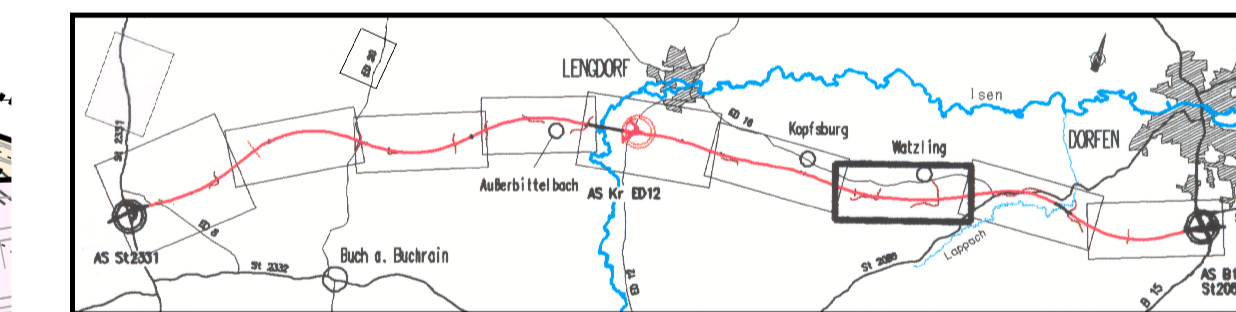 LENGDORF
ED 20
Isen
ED 16
Kopfsburg
DORFEN
St 2331
Watzling
Außerbittelbach
AS Kr ED12
ED 8
Lappach
AS St2331
Buch a. Buchrain
St 2332
St 2086
ED 12
AS B1
St208
B 15